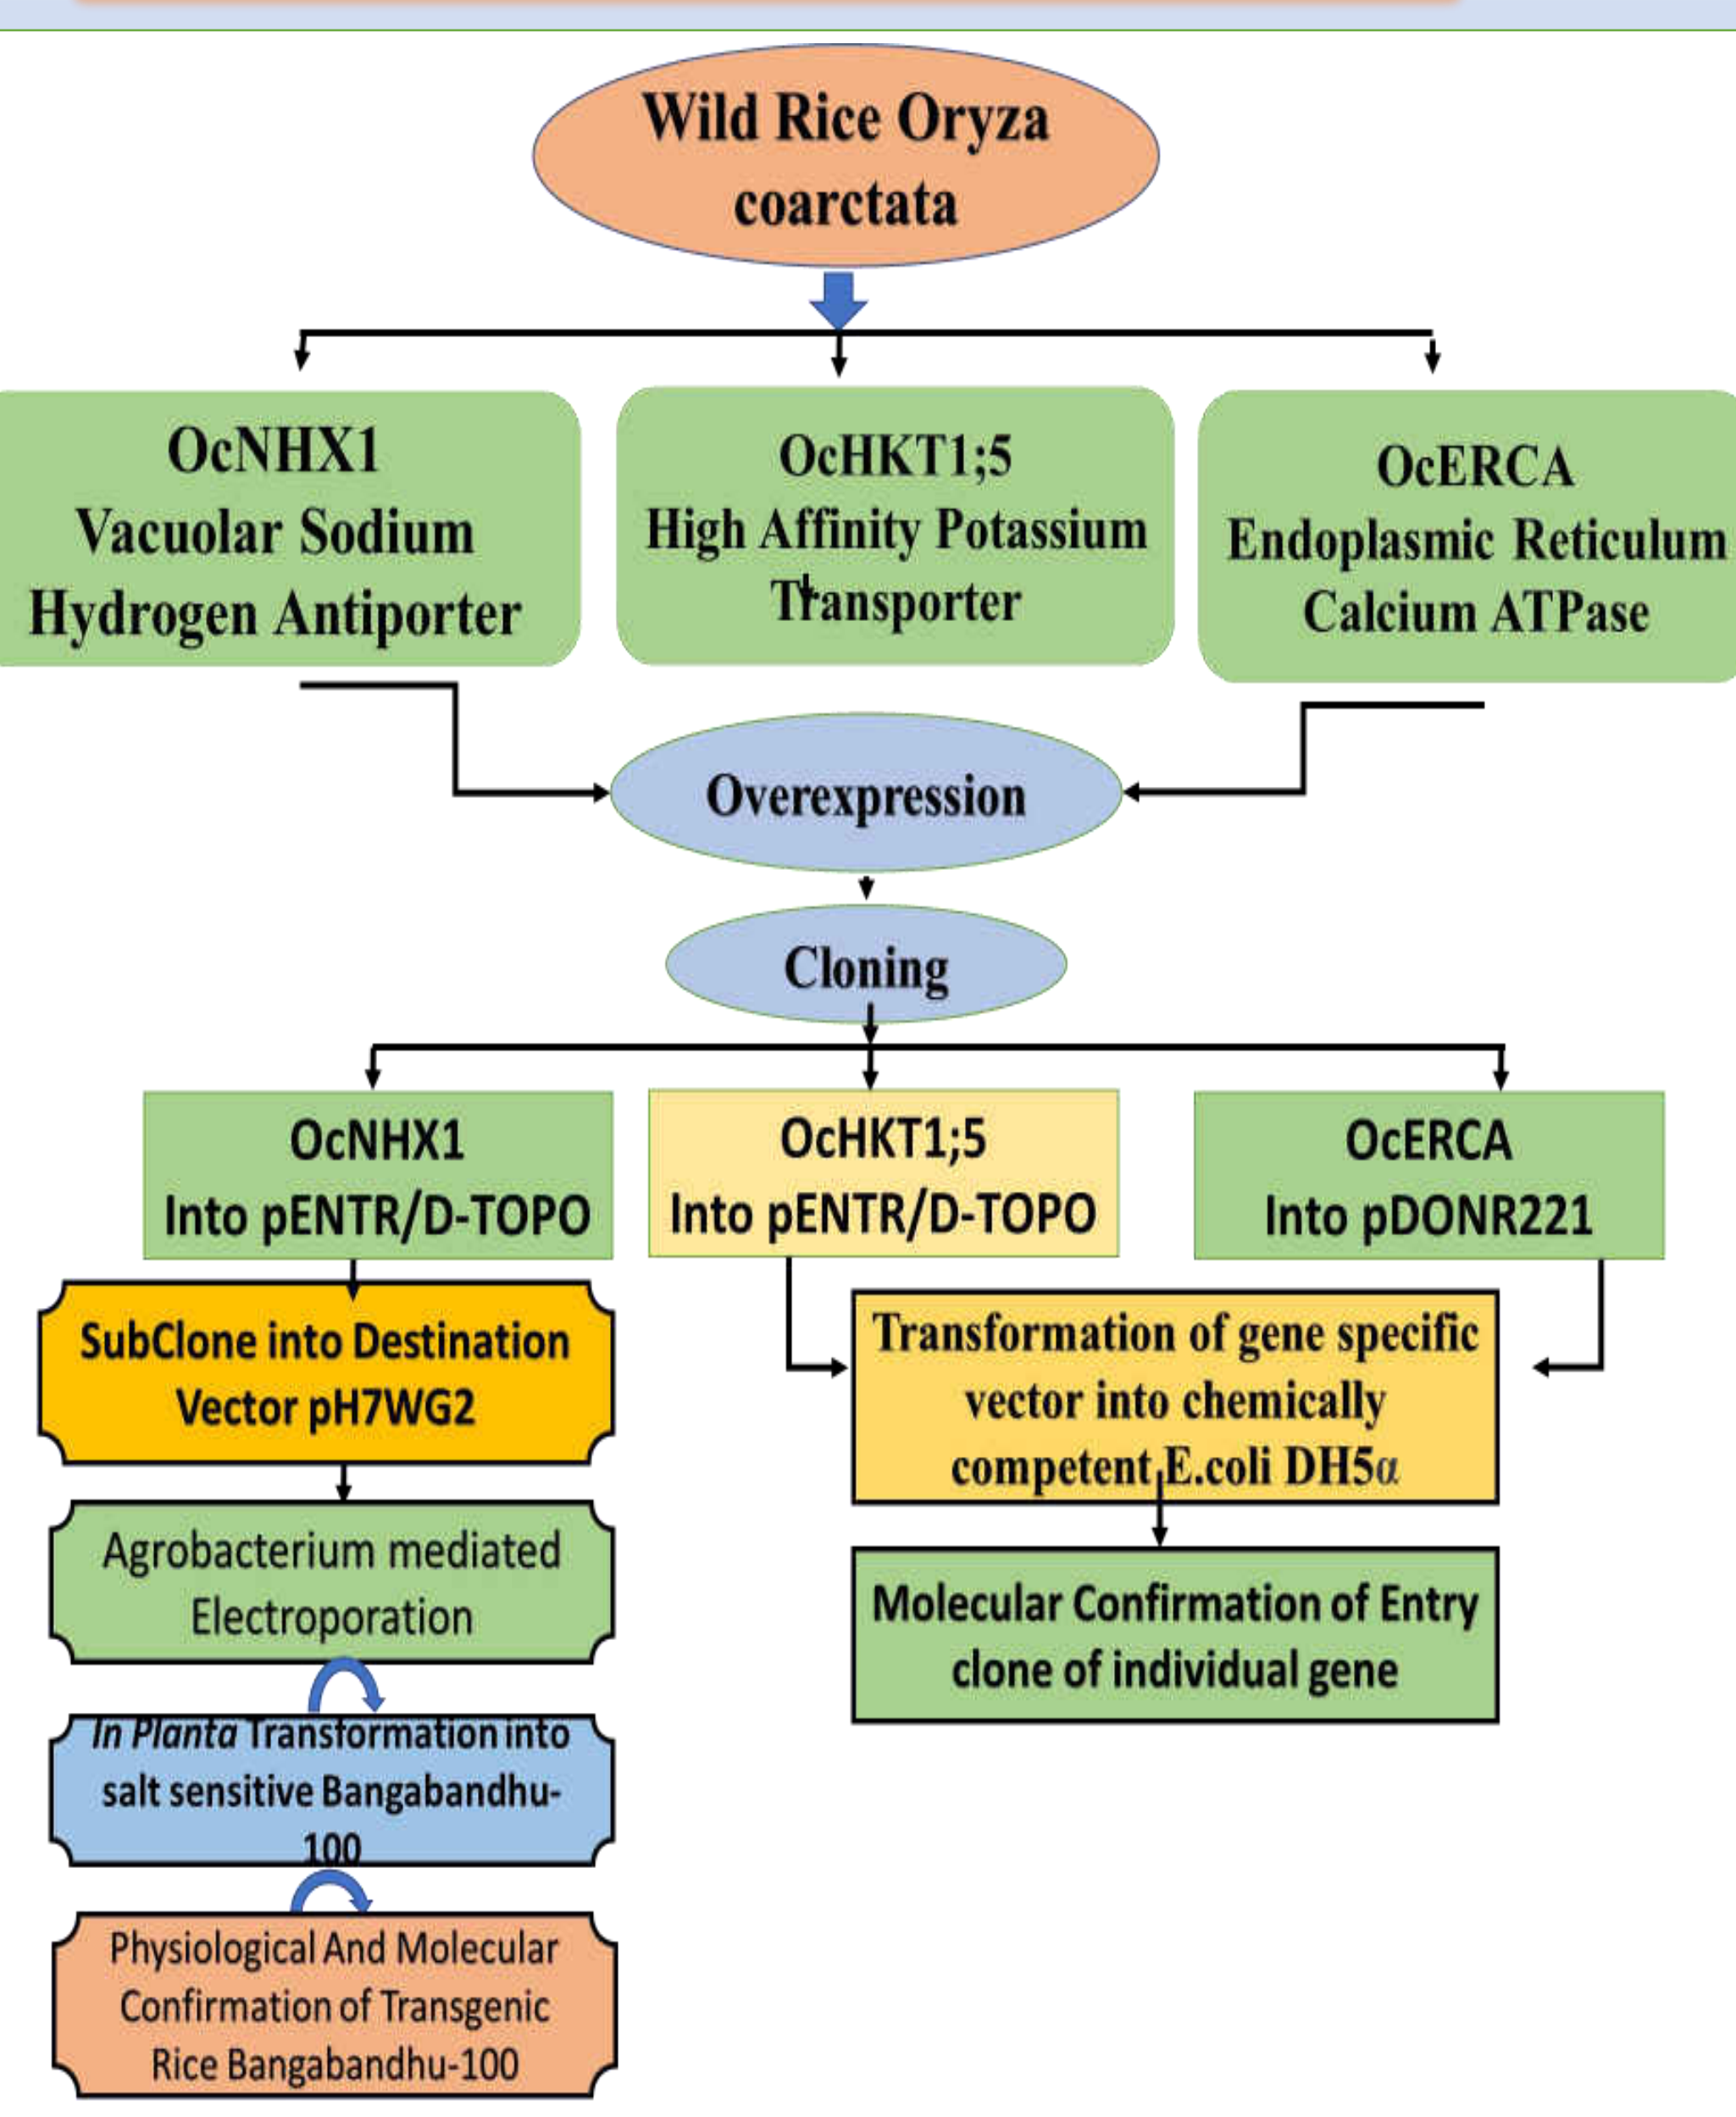 Wild Rice Oryza
coarctata
OcNHX1
Vacuolar Sodium
Hydrogen Antiporter
OcHKT1;5
High Affinity Potassium
Transporter
OcERCA
Endoplasmic Reticulum
Calcium ATPase
Overexpression
Cloning
OcNHX1
Into pENTR/D-TOPO
OcHKT1;5
Into pENTR/D-TOPO
OcERCA
Into pDONR221
SubClone into Destination
Vector pH7WG2
Agrobacterium mediated
Electroporation
In Planta Transformation into
salt sensitive Bangabandhu-
100
Physiological And Molecular
Confirmation of Transgenic
Rice Bangabandhu-100
Transformation of gene specific
vector into chemically
competent E.coli DH5α
Molecular Confirmation of Entry
clone of individual gene